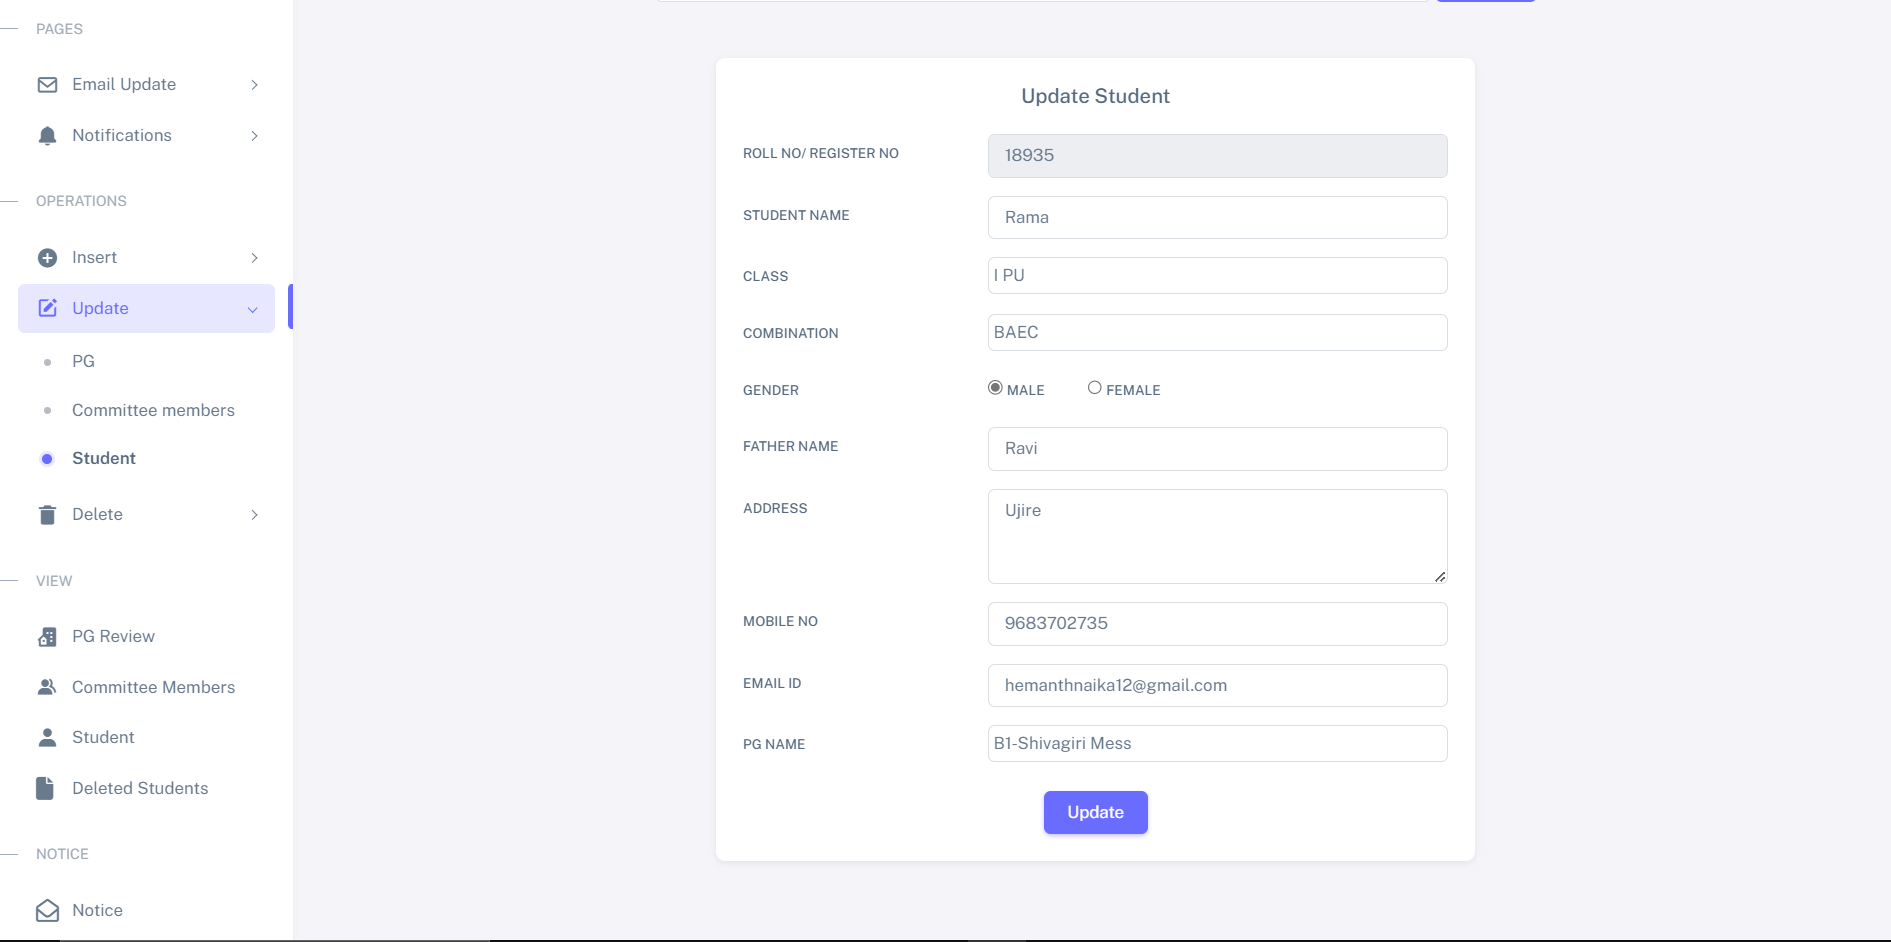 PAGES
Email Update
Notifications
OPERATIONS
Insert
Update
PG
Committee members
Student
Delete
VIEW
PG Review
Committee Members
Student
Deleted Students
NOTICE
Notice
Update Student
ROLL NO/ REGISTER NO 18935
STUDENT NAME Rama
CLASS I PU
COMBINATION BAEC
GENDER MALE FEMALE
FATHER NAME Ravi
ADDRESS Ujire
MOBILE NO 9683702735
EMAIL ID hemanthnaika12@gmail.com
PG NAME B1-Shivagiri Mess
Update